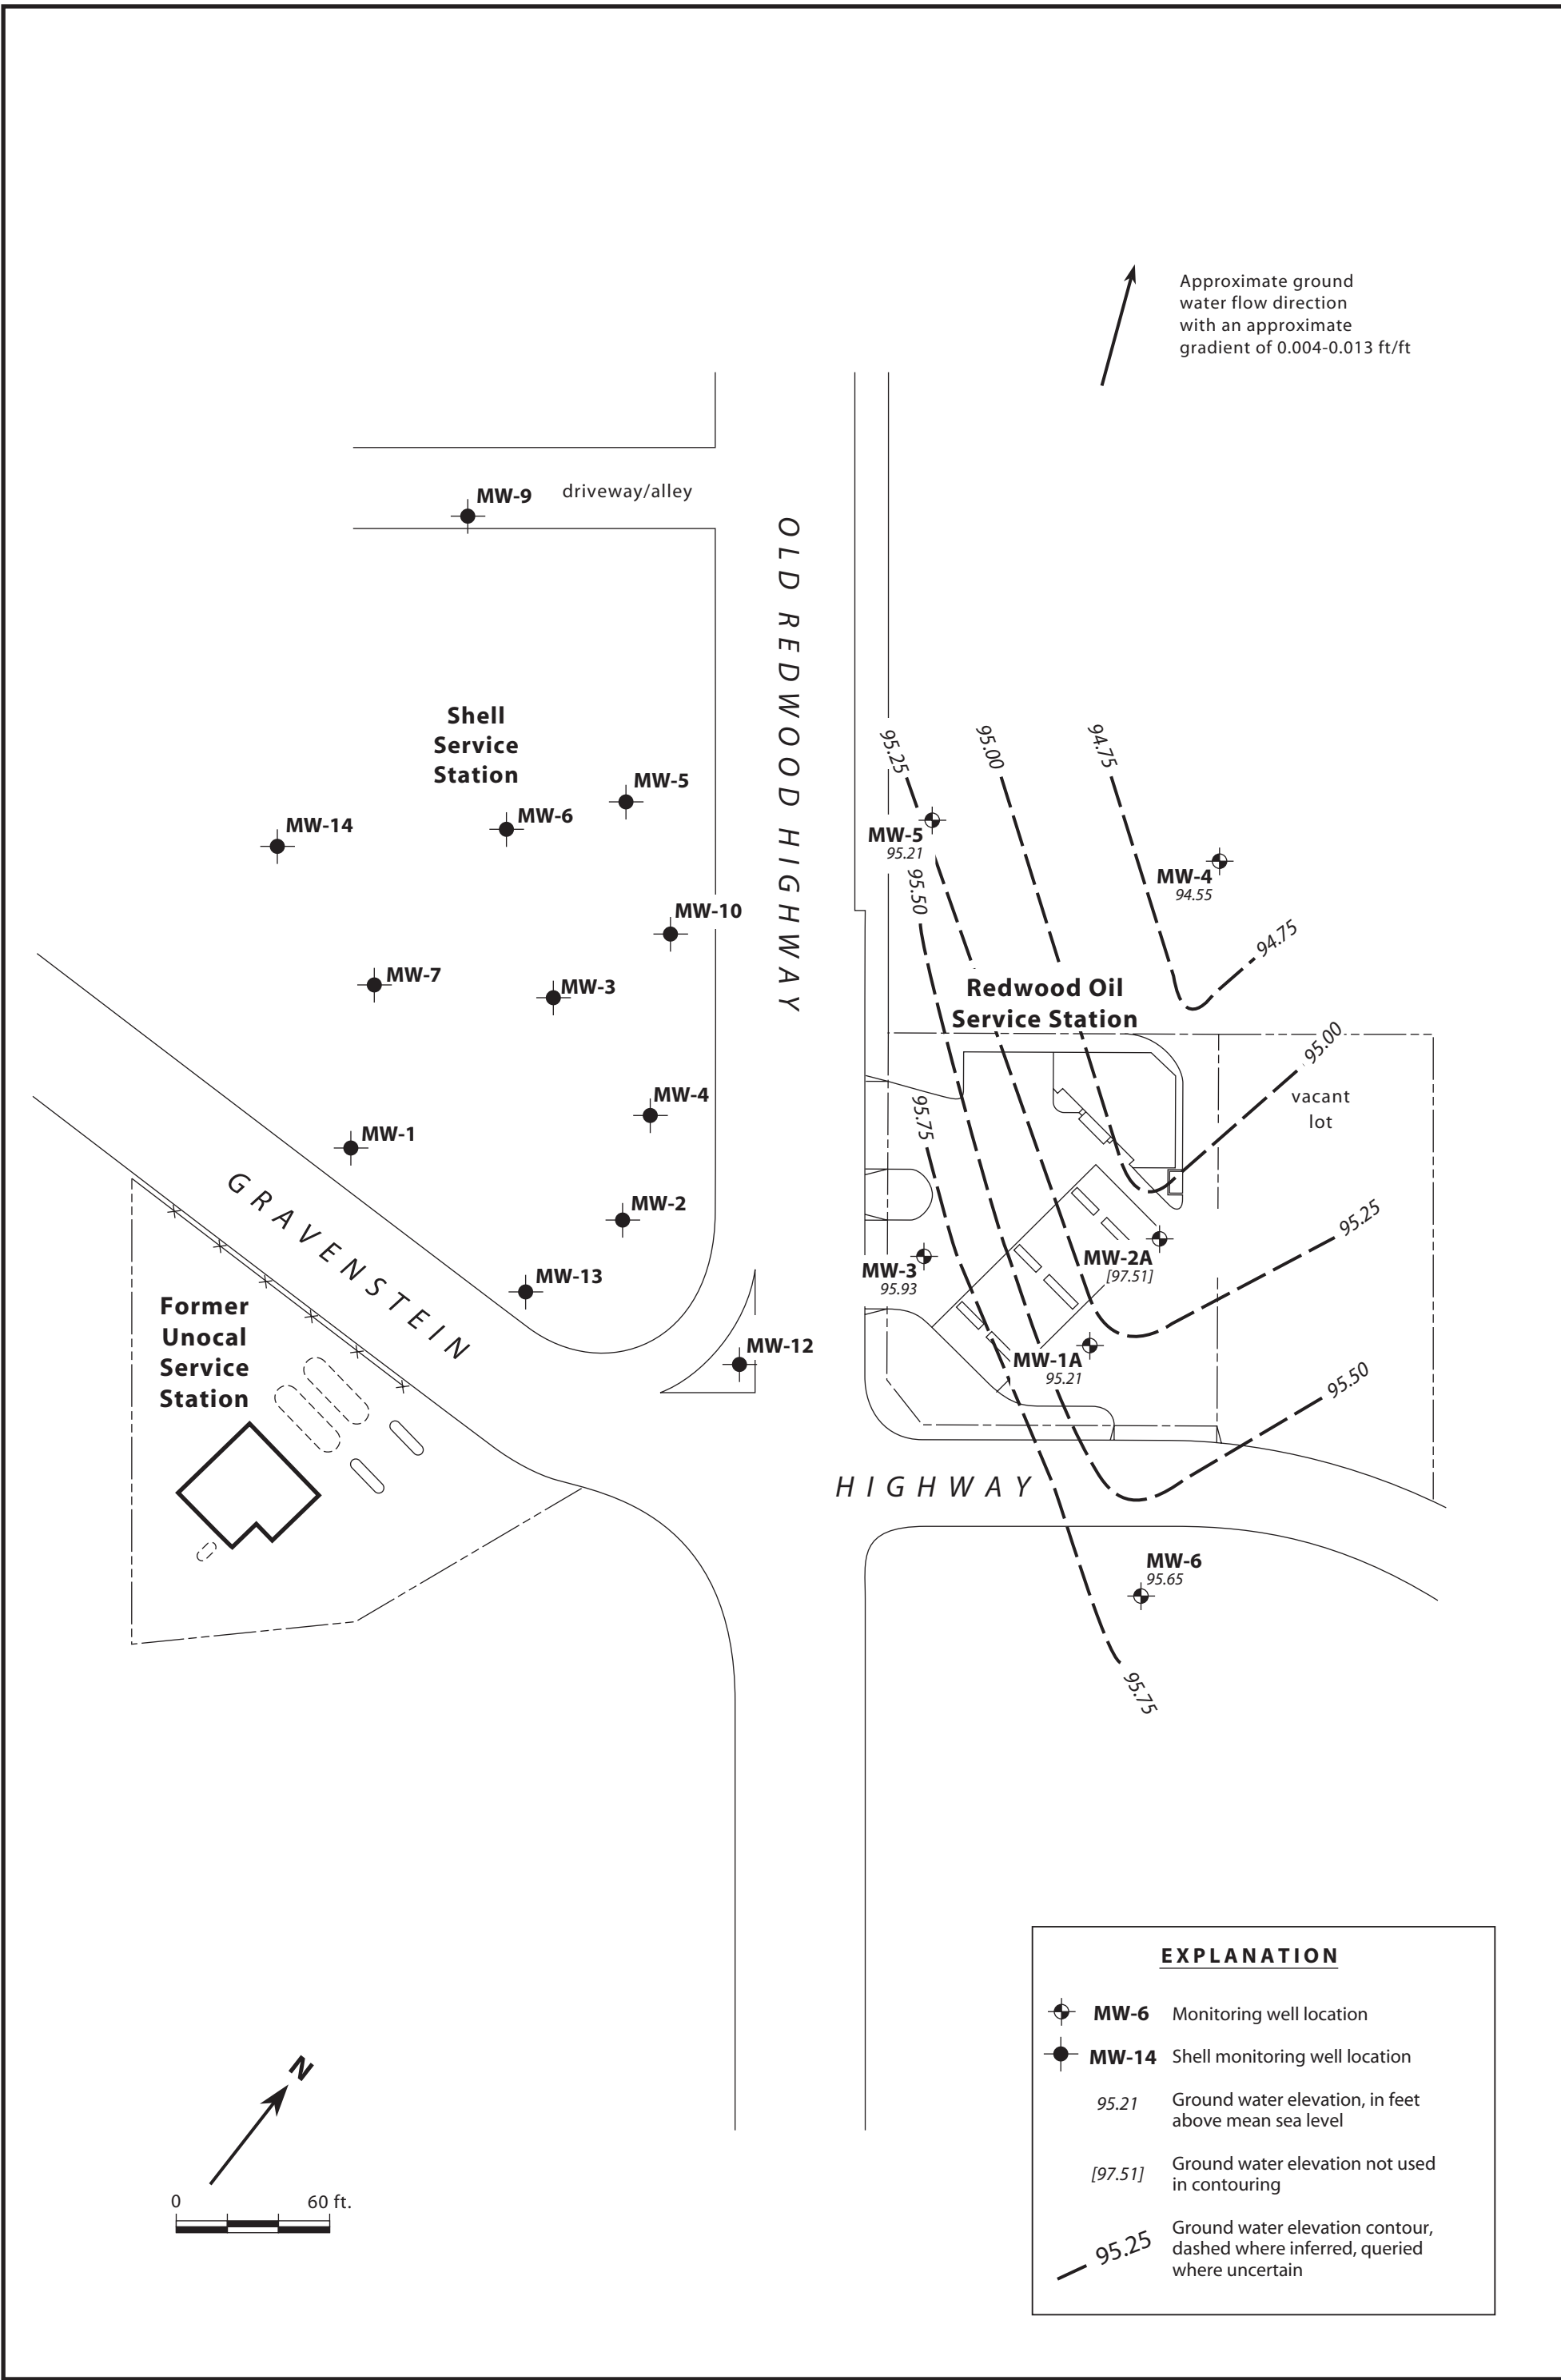 Approximate ground
water flow direction
with an approximate
gradient of 0.004-0.013 ft/ft
MW-9
driveway/alley
OLD REDWOOD HIGHWAY
Shell
Service
Station
MW-5
MW-6
MW-14
MW-10
MW-7
MW-3
MW-4
MW-1
MW-2
MW-13
MW-12
GRAVENSTEIN
HIGHWAY
Former
Unocal
Service
Station
95.25
95.00
94.75
MW-5
95.21
95.50
MW-4
94.55
94.75
Redwood Oil
Service Station
95.00
vacant
lot
95.75
95.25
MW-3
95.93
MW-2A
[97.51]
MW-1A
95.21
95.50
MW-6
95.65
95.75
N
0 60 ft.
EXPLANATION
MW-6 Monitoring well location
MW-14 Shell monitoring well location
95.21 Ground water elevation, in feet
above mean sea level
[97.51] Ground water elevation not used
in contouring
95.25 Ground water elevation contour,
dashed where inferred, queried
where uncertain